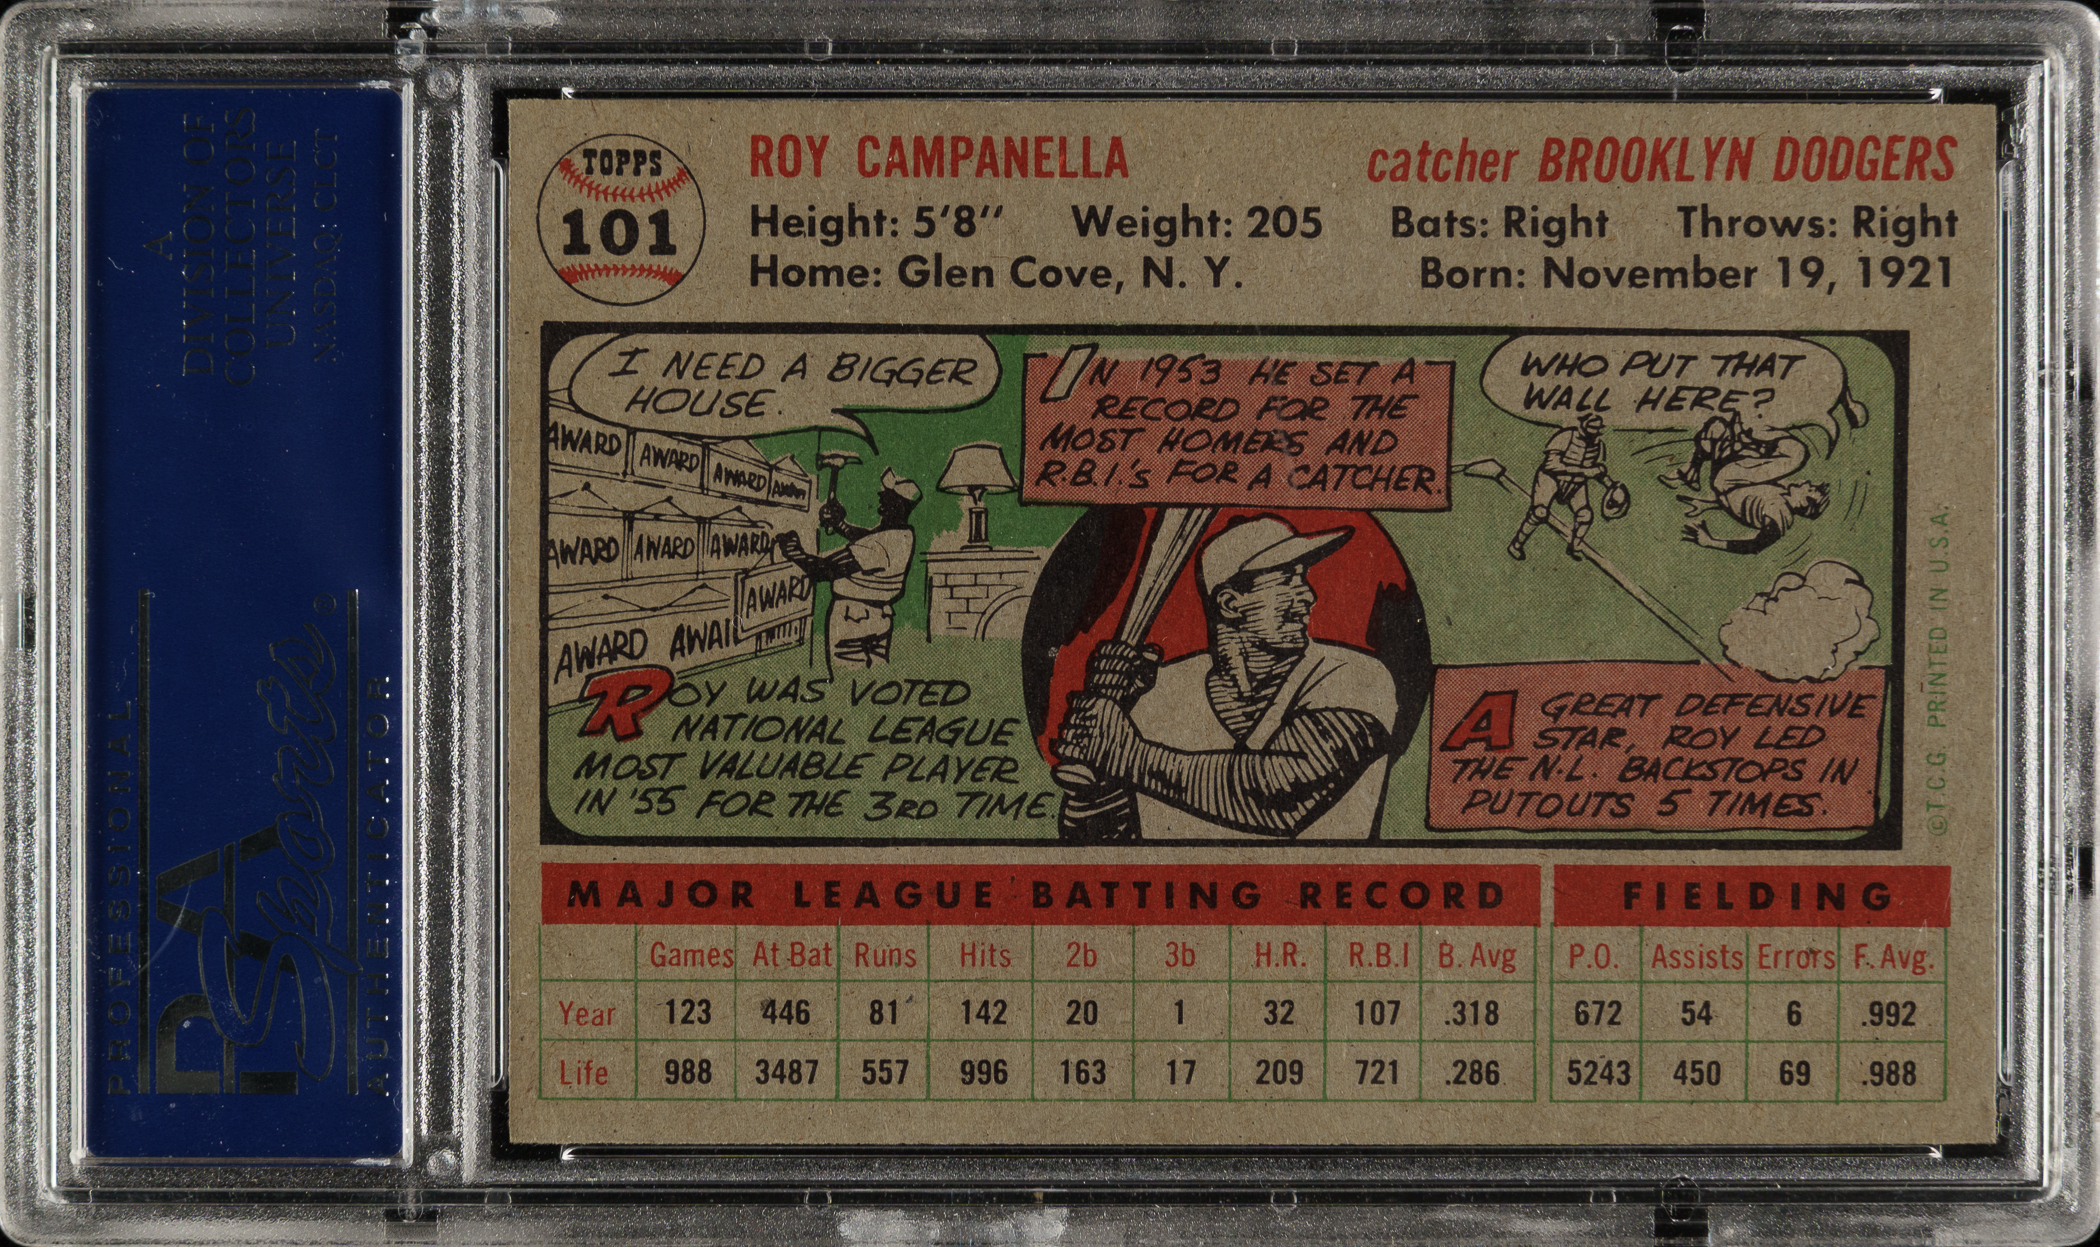 A
DIVISION OF
COLLECTORS
UNIVERSE
NASDAQ: CLCT
PROFESSIONAL
PSA
Sports
AUTHENTICATOR
TOPPS
101
ROY CAMPANELLA
catcher BROOKLYN DODGERS
Height: 5'8" Weight: 205 Bats: Right Throws: Right
Home: Glen Cove, N. Y. Born: November 19, 1921
I NEED A BIGGER
HOUSE.
AWARD AWARD AWARD AWARD
AWARD AWARD AWARD
AWARD
AWARD AWAR
ROY WAS VOTED
NATIONAL LEAGUE
MOST VALUABLE PLAYER
IN '55 FOR THE 3RD TIME.
IN 1953 HE SET A
RECORD FOR THE
MOST HOMERS AND
R.B.I.'s FOR A CATCHER.
WHO PUT THAT
WALL HERE?
A GREAT DEFENSIVE
STAR, ROY LED
THE N.L. BACKSTOPS IN
PUTOUTS 5 TIMES.
©T.C.G. PRINTED IN U.S.A.
MAJOR LEAGUE BATTING RECORD FIELDING
Games At Bat Runs Hits 2b 3b H.R. R.B.I B. Avg P.O. Assists Errors F. Avg.
Year 123 446 81 142 20 1 32 107 .318 672 54 6 .992
Life 988 3487 557 996 163 17 209 721 .286 5243 450 69 .988